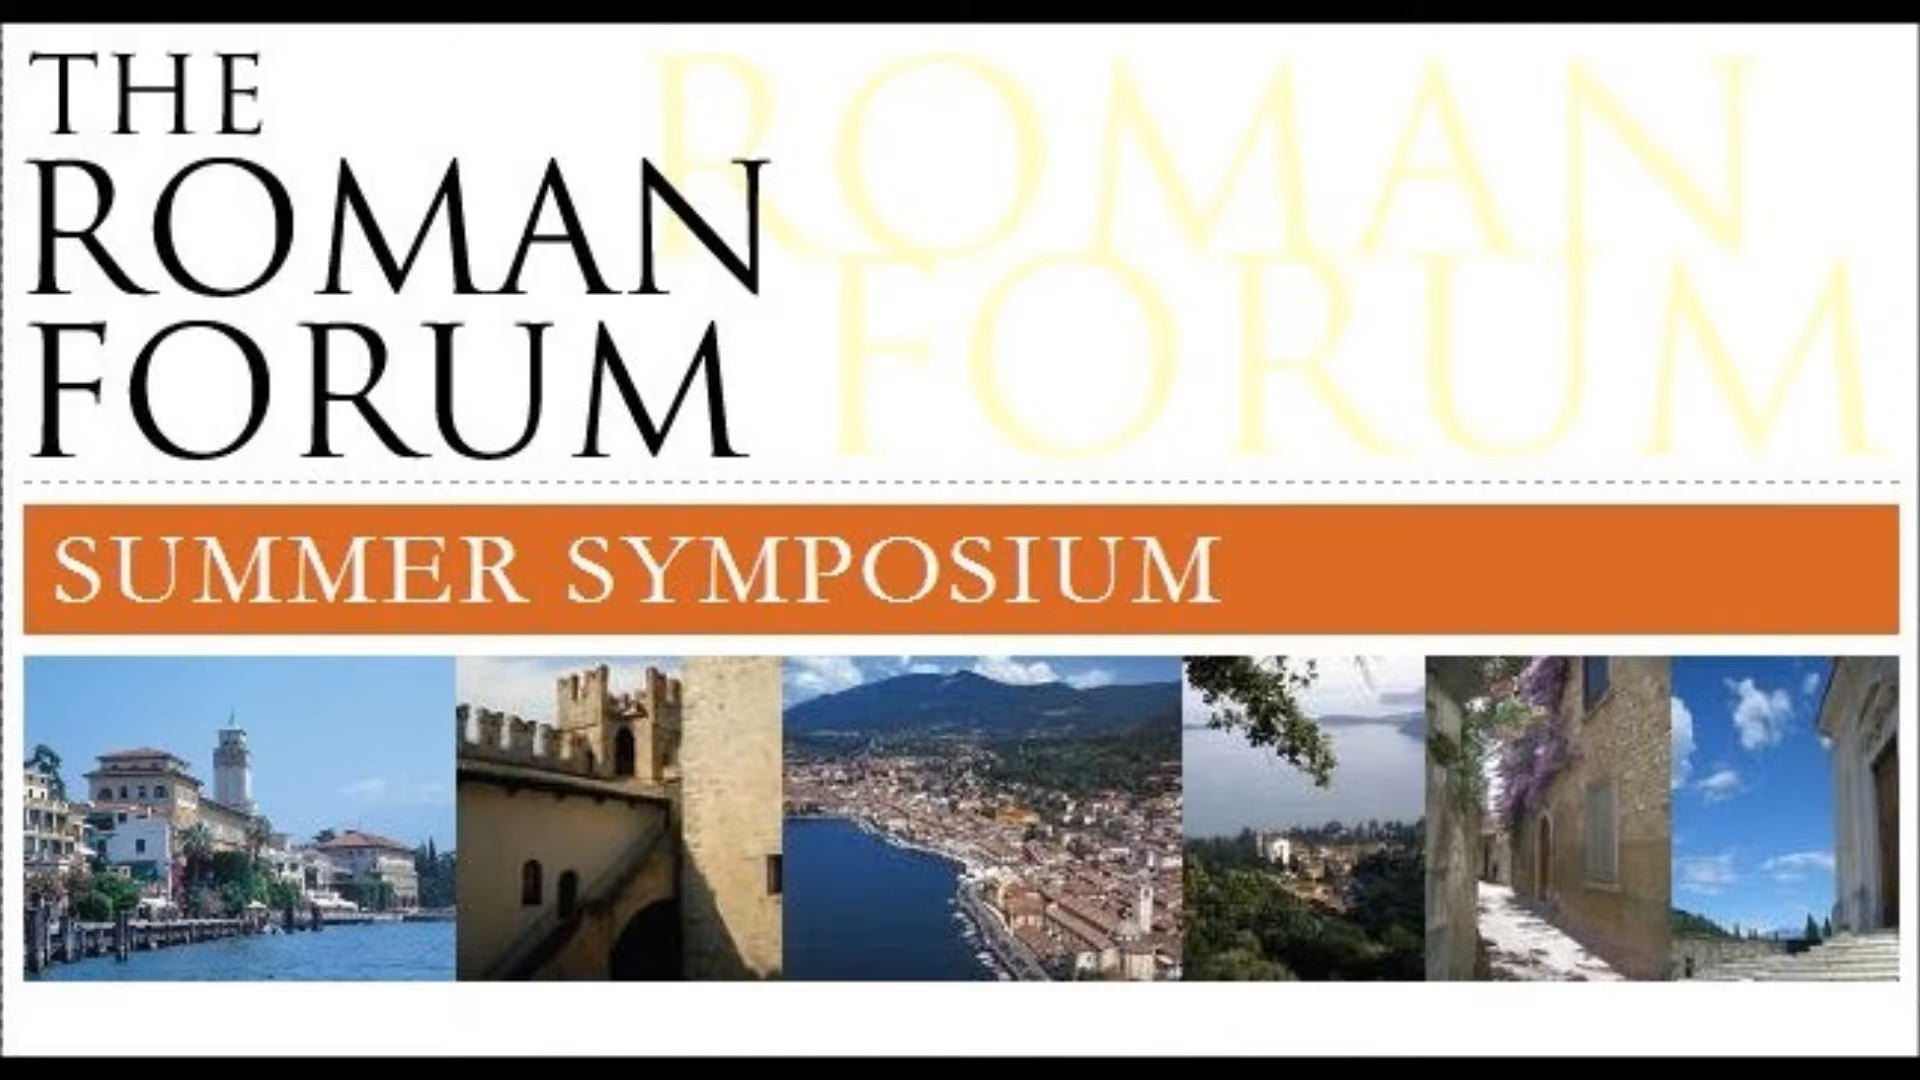 THE
ROMAN
FORUM
ROMAN
FORUM
SUMMER SYMPOSIUM